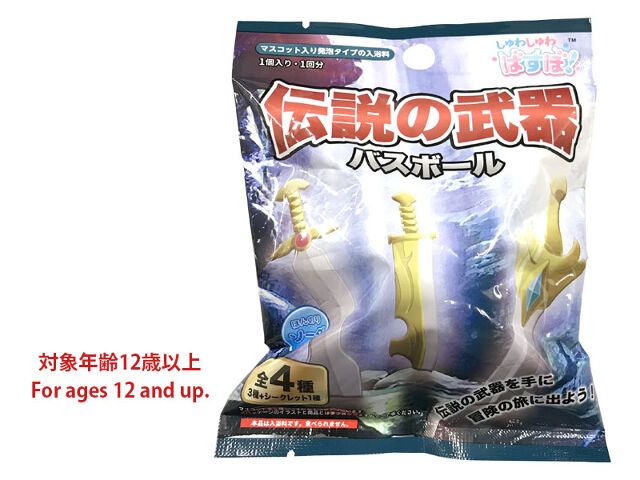 マスコット入り発泡タイプの入浴料
1個入り・1回分
しゅわしゅわ
ばすぼ!
TM
伝説の武器
バスボール
ほんのり
全4種
3種+シークレット1種
伝説の武器を手に
冒険の旅に出よう!
本品は入浴料です。食べられません。
対象年齢12歳以上
For ages 12 and up.